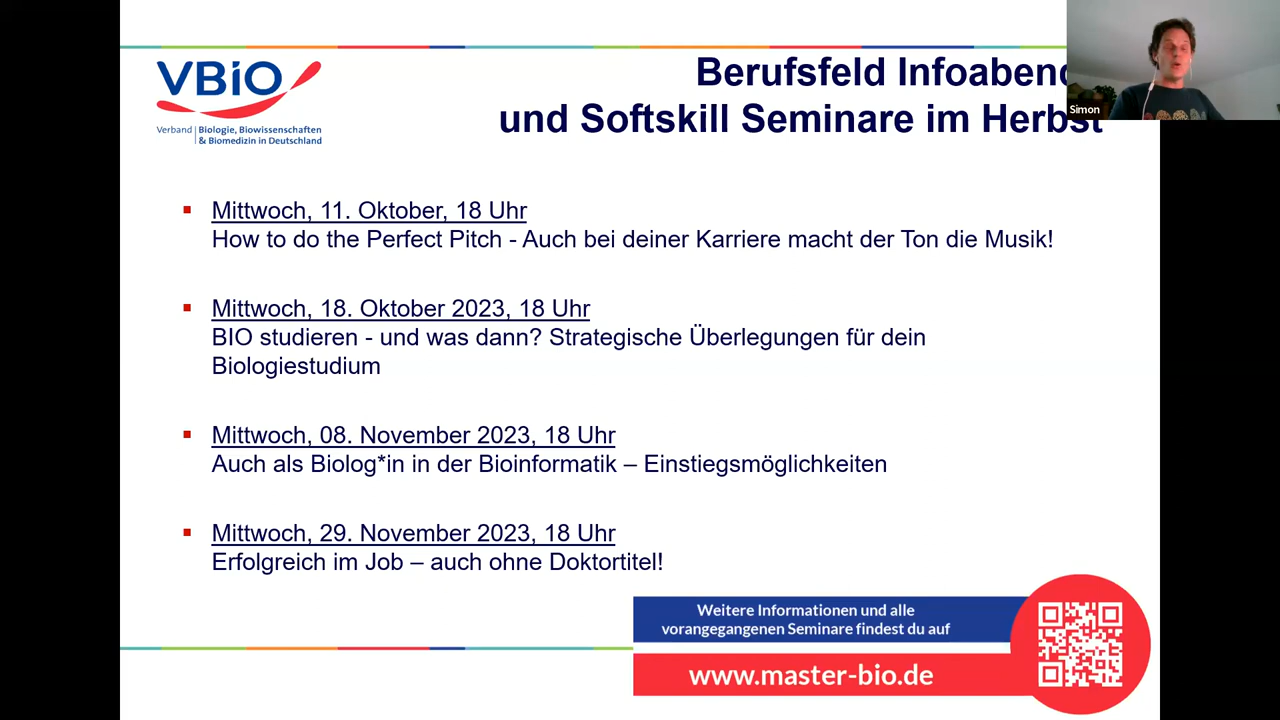 VBiO
Verband | Biologie, Biowissenschaften
& Biomedizin in Deutschland
Berufsfeld Infoabend
und Softskill Seminare im Herbst
Simon
Mittwoch, 11. Oktober, 18 Uhr
How to do the Perfect Pitch - Auch bei deiner Karriere macht der Ton die Musik!
Mittwoch, 18. Oktober 2023, 18 Uhr
BIO studieren - und was dann? Strategische Überlegungen für dein
Biologiestudium
Mittwoch, 08. November 2023, 18 Uhr
Auch als Biolog*in in der Bioinformatik – Einstiegsmöglichkeiten
Mittwoch, 29. November 2023, 18 Uhr
Erfolgreich im Job – auch ohne Doktortitel!
Weitere Informationen und alle
vorangegangenen Seminare findest du auf
www.master-bio.de